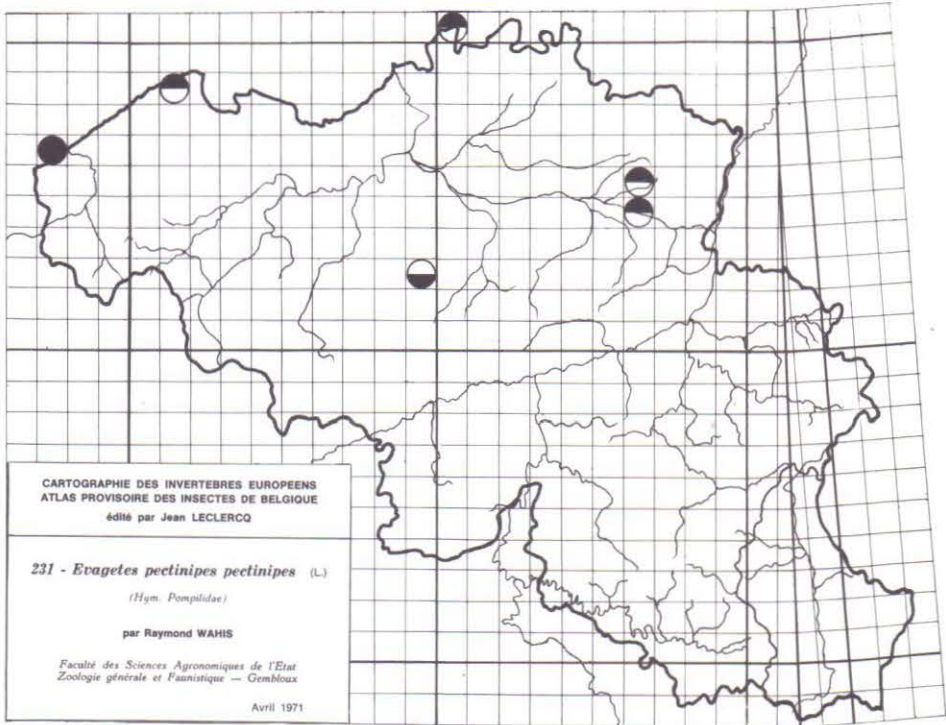 CARTOGRAPHIE DES INVERTEBRES EUROPEENS
ATLAS PROVISOIRE DES INSECTES DE BELGIQUE
édité par Jean LECLERCQ
231 - Evagetes pectinipes pectinipes (L.)
(Hym. Pompilidae)
par Raymond WAHIS
Faculté des Sciences Agronomiques de l'Etat
Zoologie générale et Faunistique — Gembloux
Avril 1971